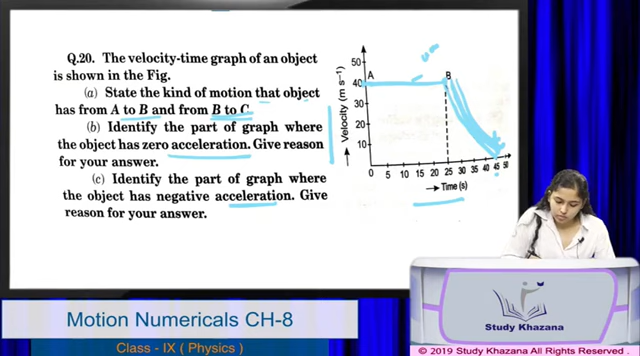 Q.20. The velocity-time graph of an object
is shown in the Fig.
(a) State the kind of motion that object
has from A to B and from B to C.
(b) Identify the part of graph where
the object has zero acceleration. Give reason
for your answer.
(c) Identify the part of graph where
the object has negative acceleration. Give
reason for your answer.
Velocity (m s⁻¹)
50
40
30
20
10
A
B
0 5 10 15 20 25 30 35 40 45 50
Time (s)
Study Khazana
Motion Numericals CH-8
Class - IX ( Physics )
© 2019 Study Khazana All Rights Reserved